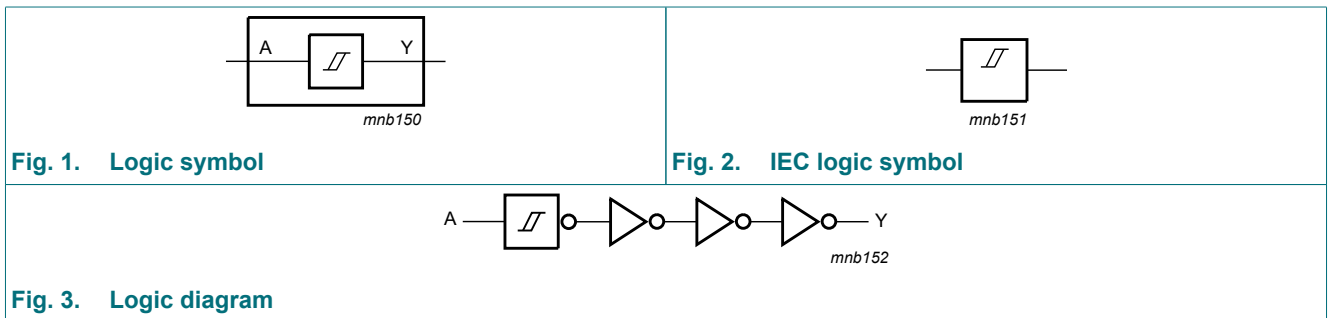 A Y
mnb150
Fig. 1. Logic symbol
mnb151
Fig. 2. IEC logic symbol
A Y
mnb152
Fig. 3. Logic diagram